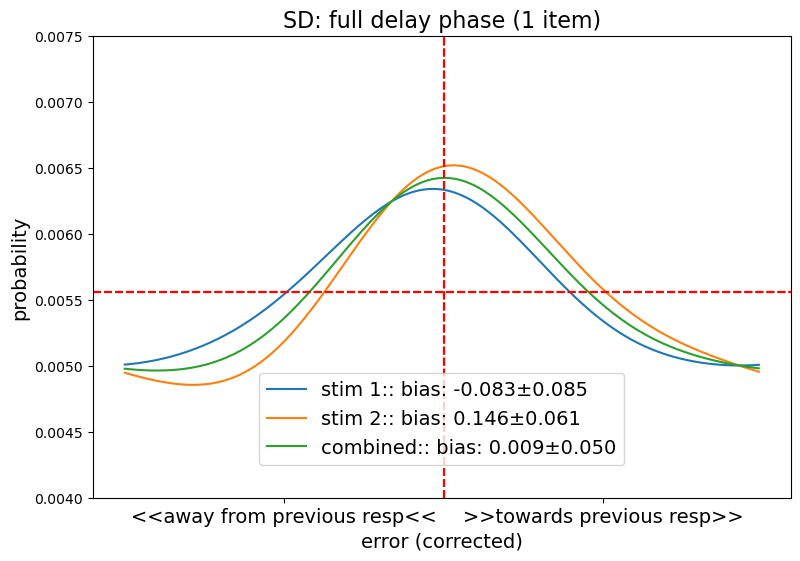 SD: full delay phase (1 item)
0.0075
0.0070
0.0065
0.0060
0.0055
0.0050
0.0045
0.0040
probability
stim 1:: bias: -0.083±0.085
stim 2:: bias: 0.146±0.061
combined:: bias: 0.009±0.050
<<away from previous resp<< >>towards previous resp>>
error (corrected)